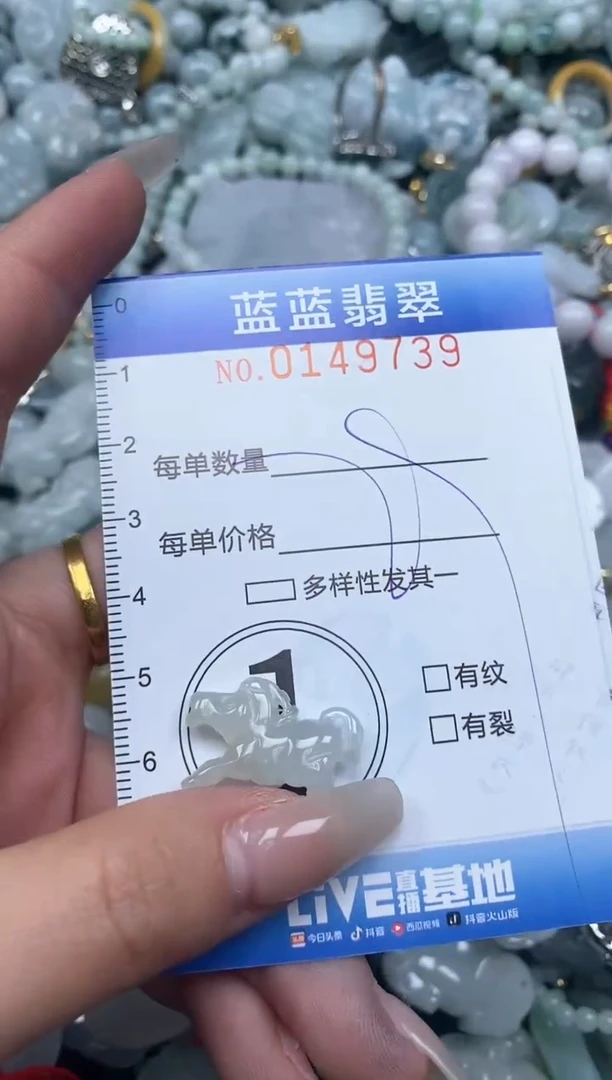 蓝蓝翡翠
NO.0149739
0
1
2
3
4
5
6
每单数量
每单价格
多样性发其一
1
有纹
有裂
LIVE直播基地
今日头条 抖音 西瓜视频 抖音火山版